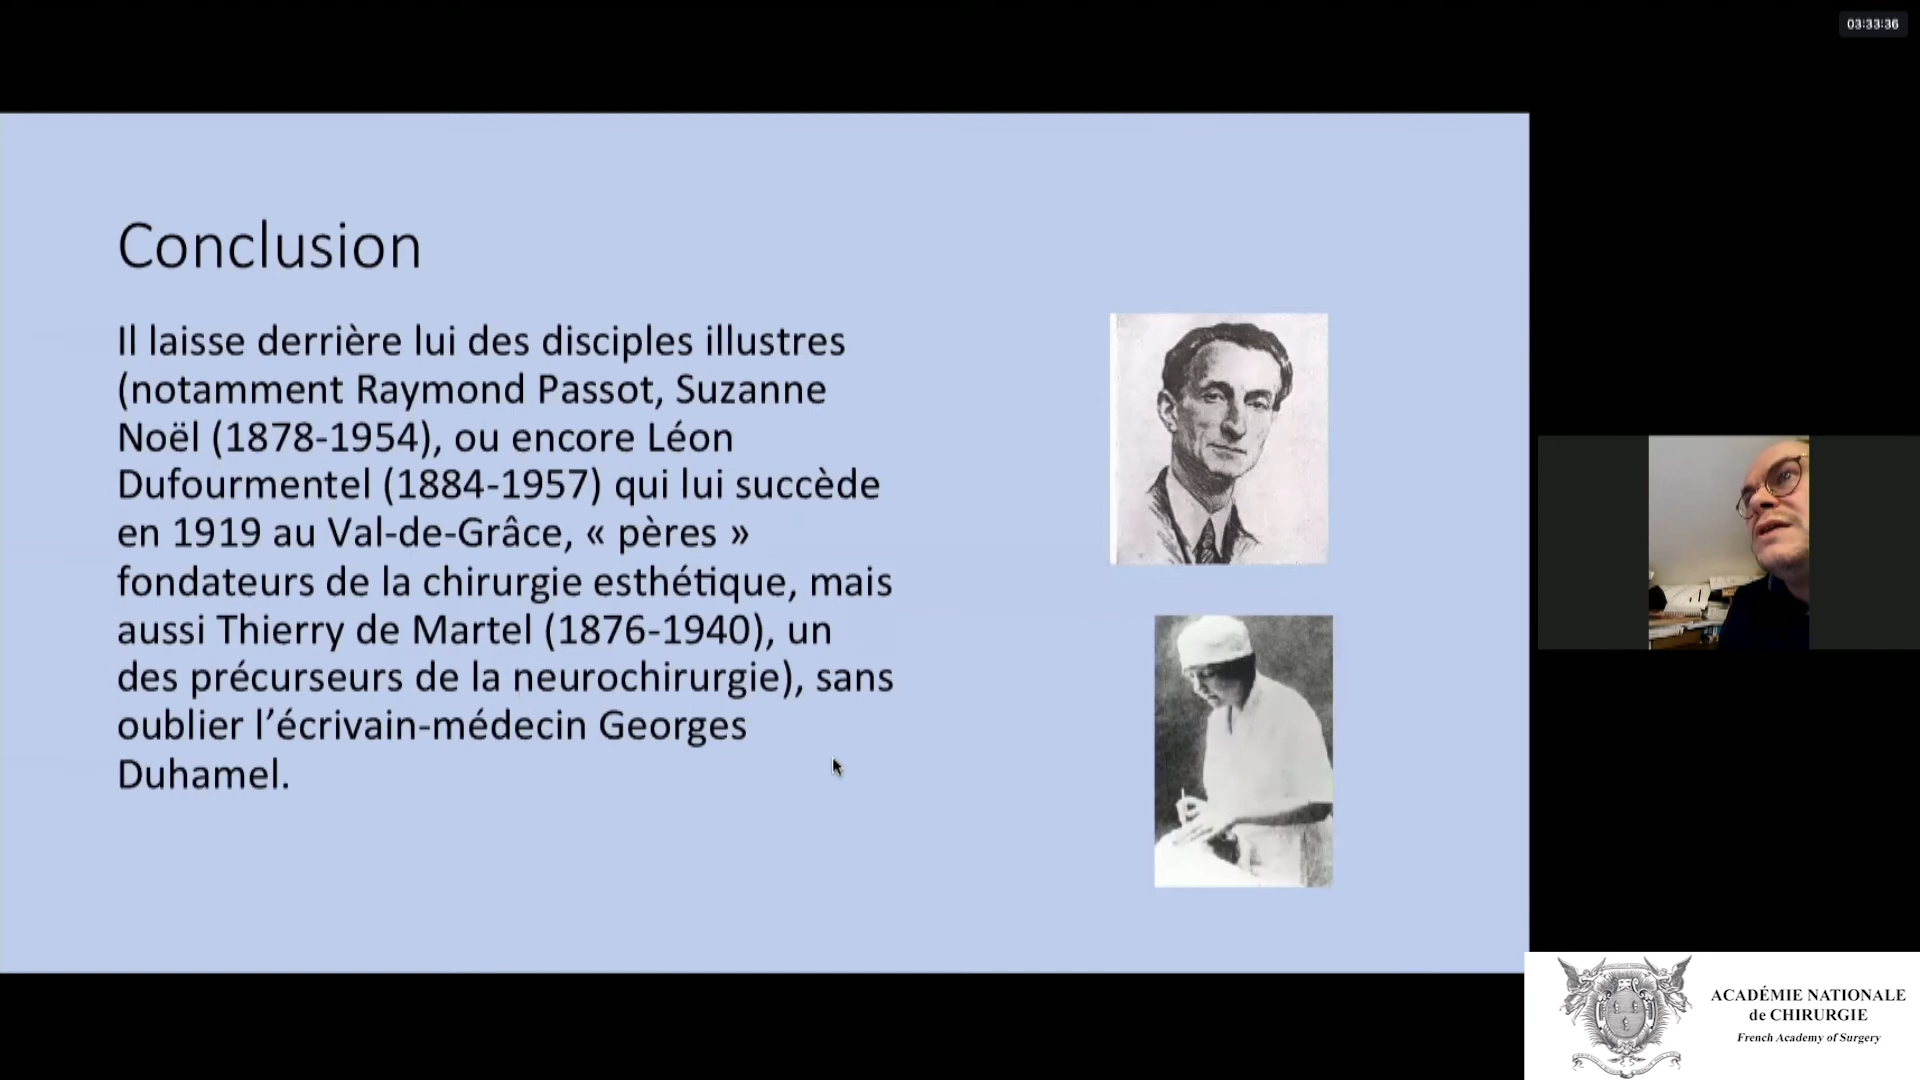 03:33:36
Conclusion
Il laisse derrière lui des disciples illustres
(notamment Raymond Passot, Suzanne
Noël (1878-1954), ou encore Léon
Dufourmentel (1884-1957) qui lui succède
en 1919 au Val-de-Grâce, « pères »
fondateurs de la chirurgie esthétique, mais
aussi Thierry de Martel (1876-1940), un
des précurseurs de la neurochirurgie), sans
oublier l’écrivain-médecin Georges
Duhamel.
ACADÉMIE NATIONALE
de CHIRURGIE
French Academy of Surgery